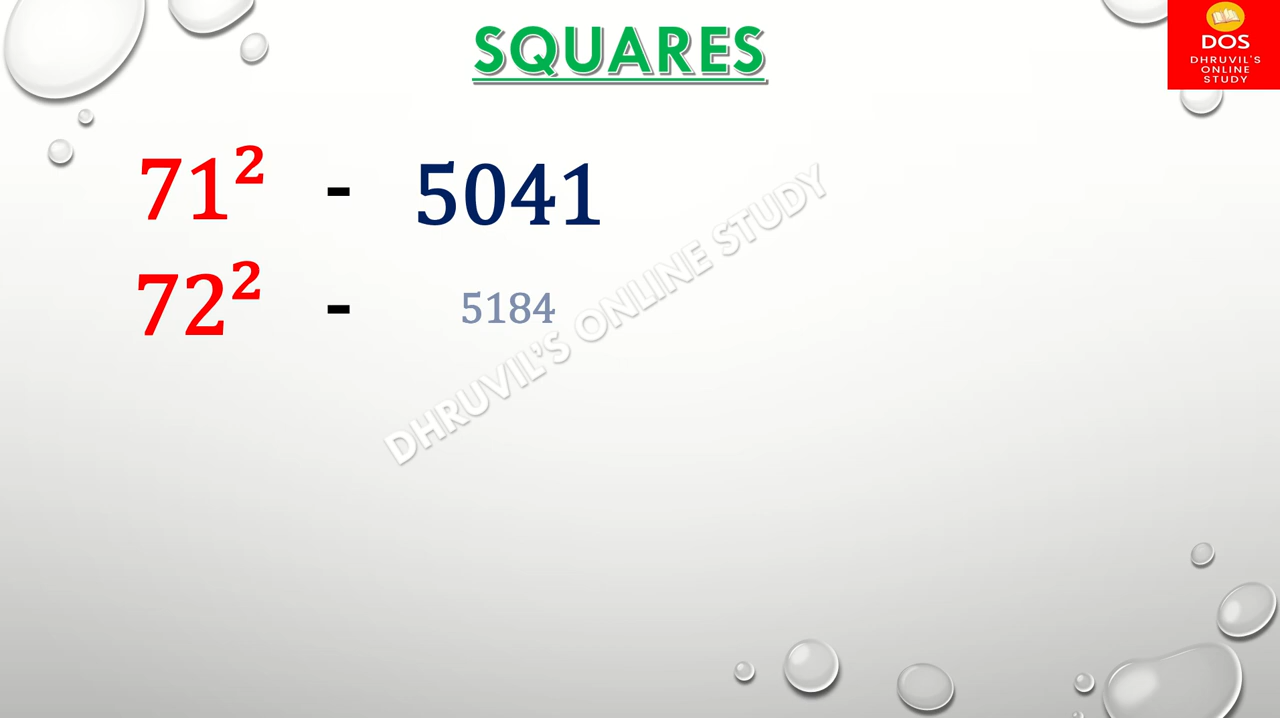 SQUARES
DOS
DHRUVIL'S
ONLINE
STUDY
71² - 5041
72² - 5184
DHRUVIL'S ONLINE STUDY